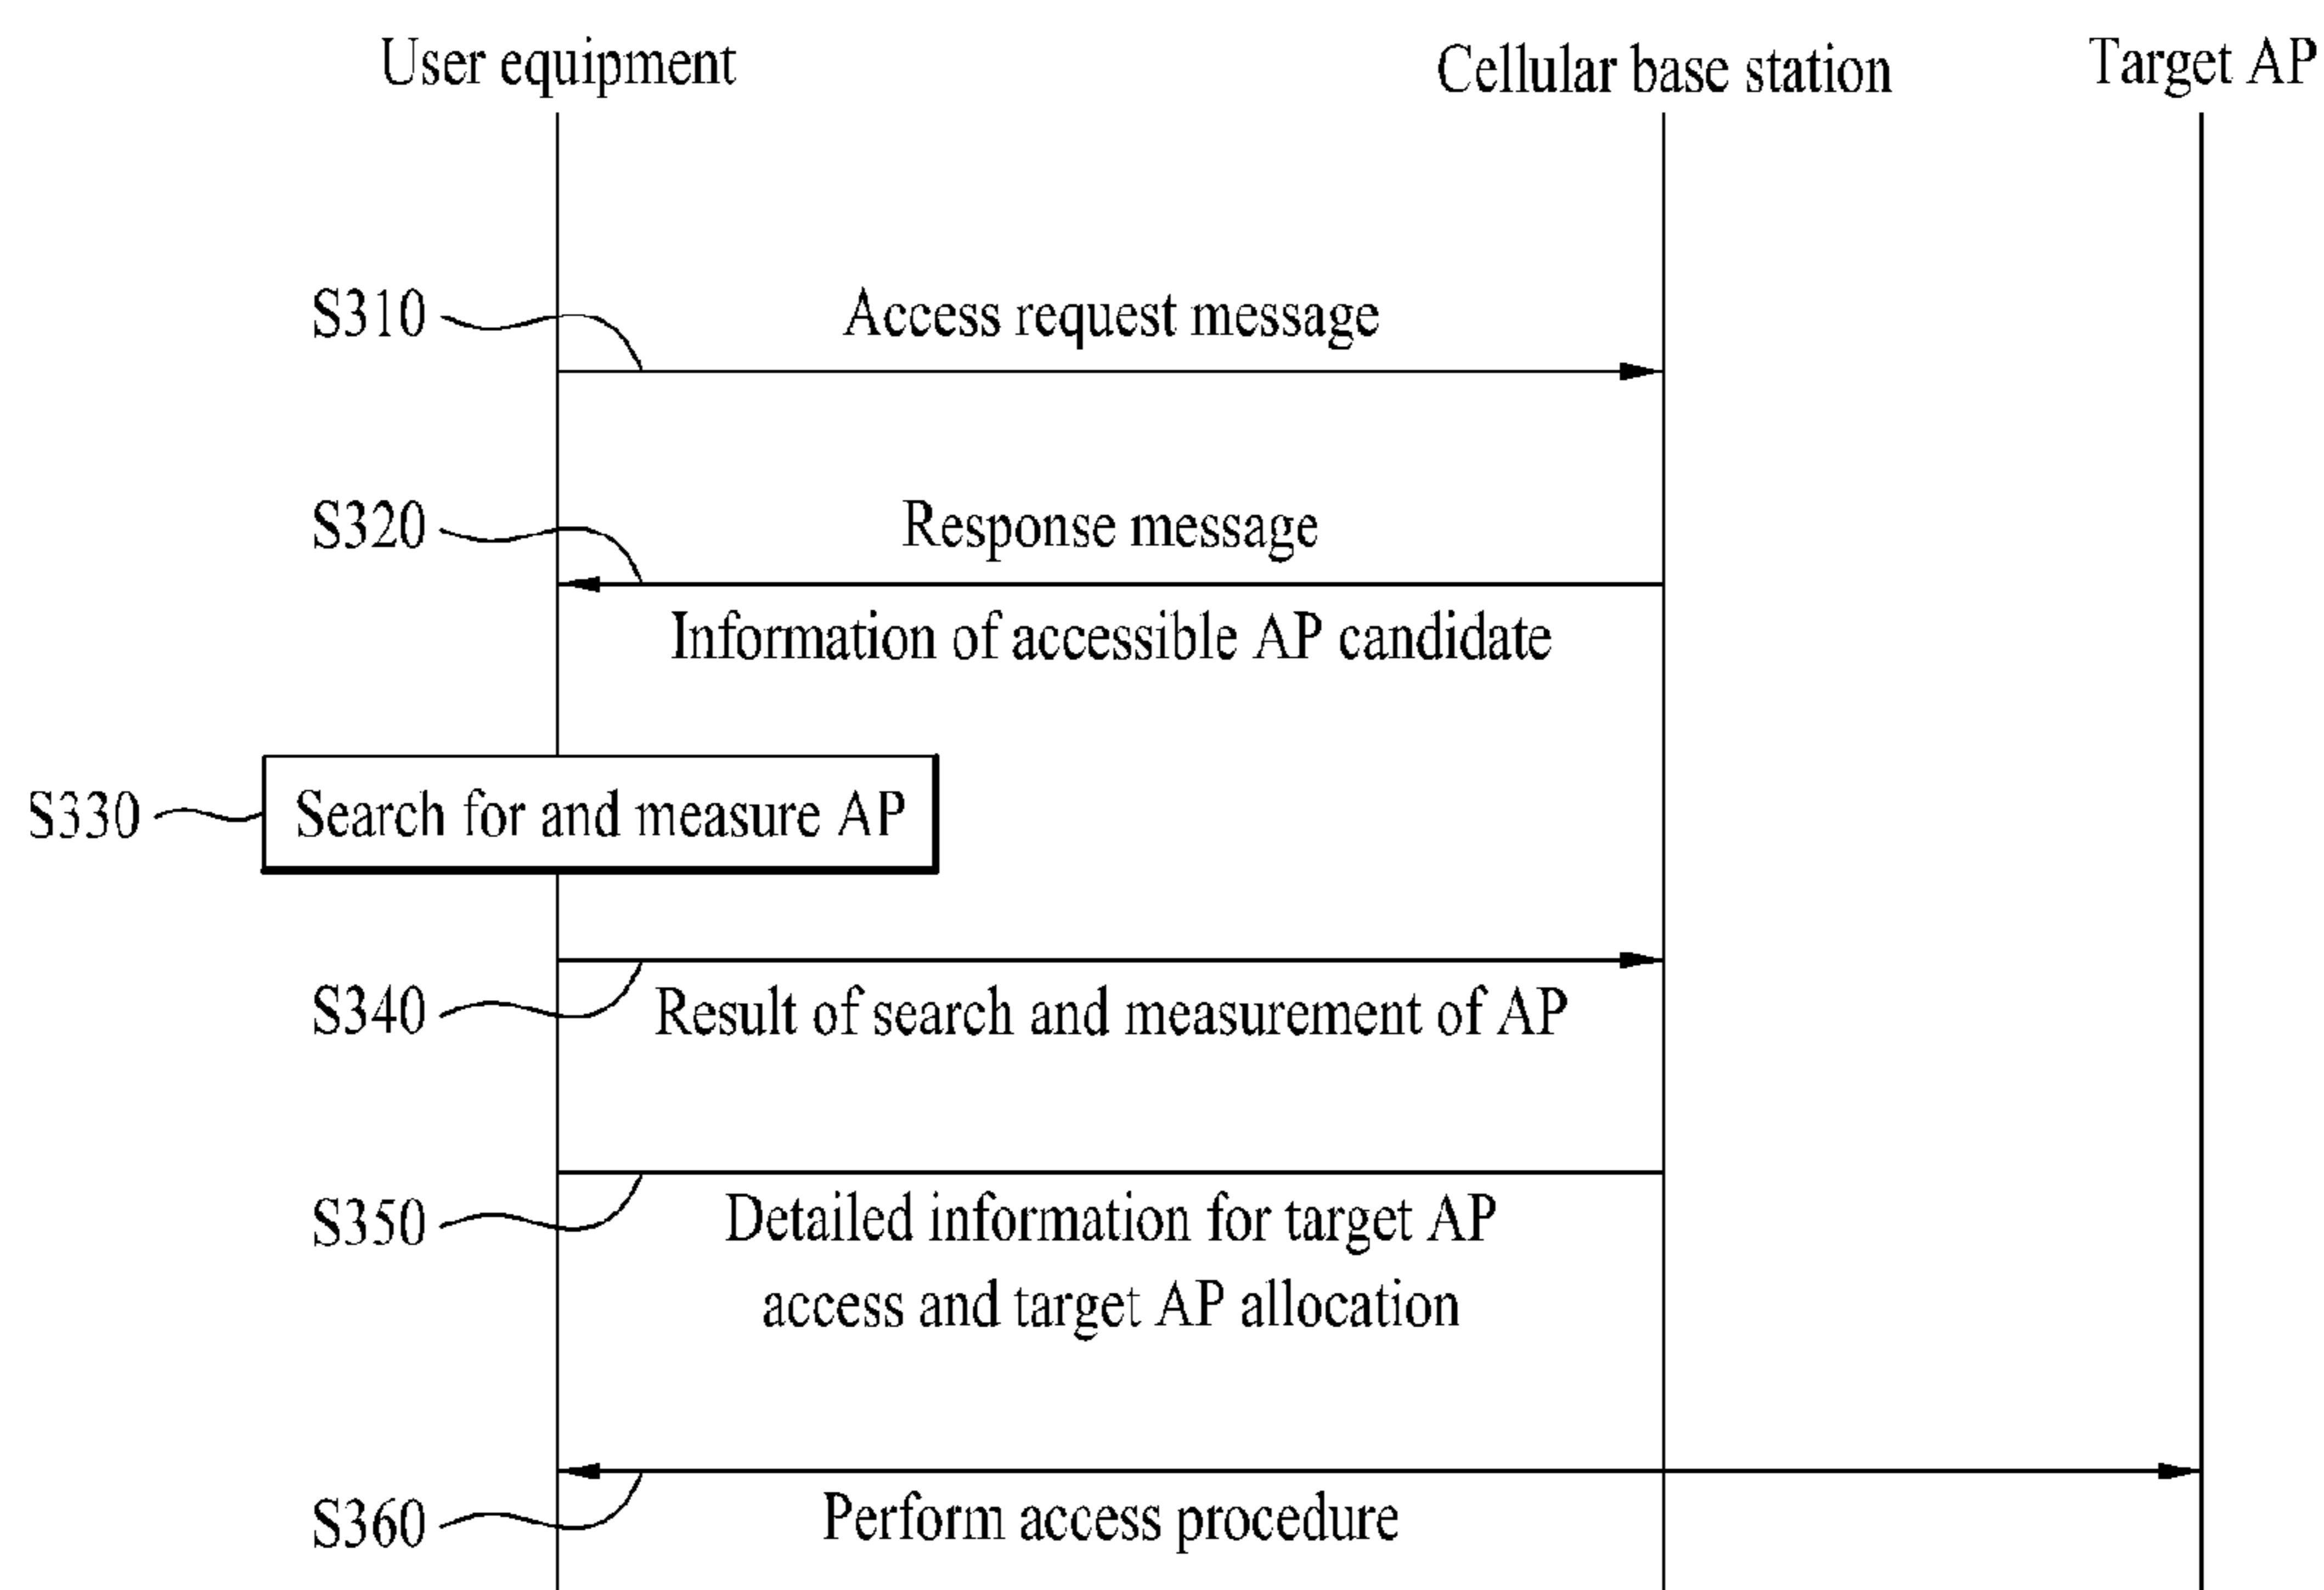 User equipment
Cellular base station
Target AP
S310
Access request message
S320
Response message
Information of accessible AP candidate
S330
Search for and measure AP
S340
Result of search and measurement of AP
S350
Detailed information for target AP
access and target AP allocation
S360
Perform access procedure